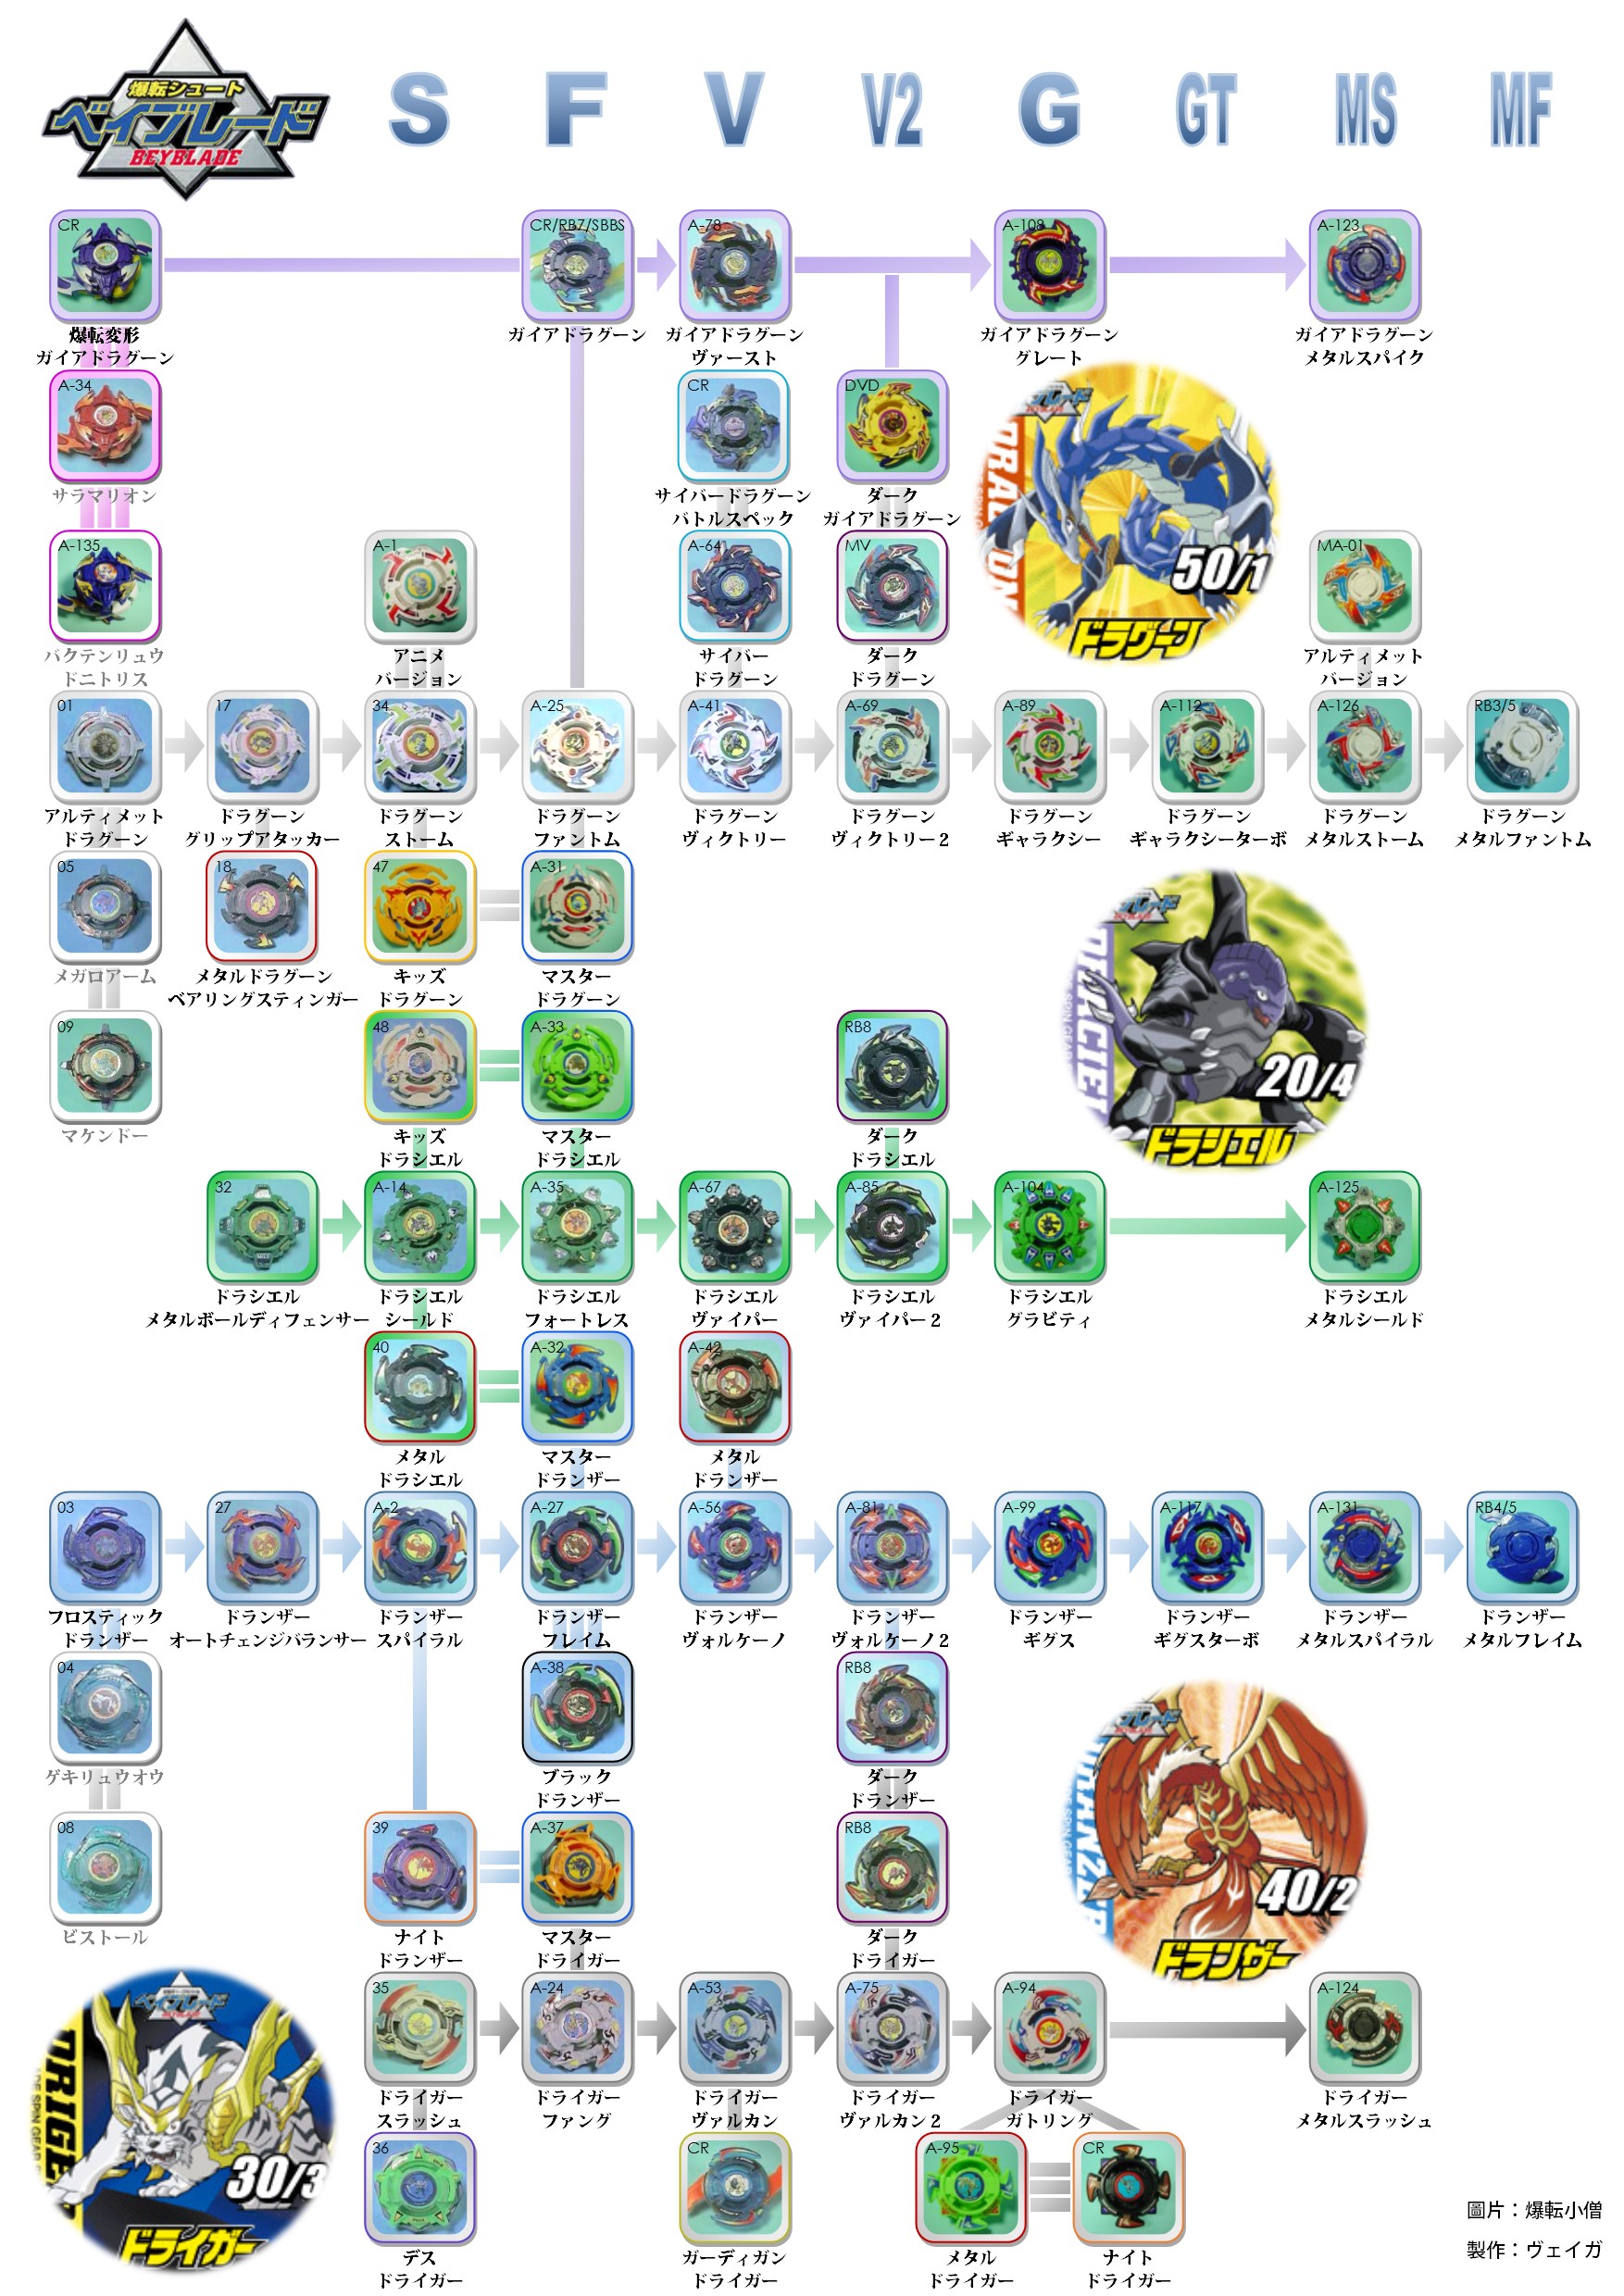 爆転シュート
ベイブレード
BEYBLADE
S F V V2 G GT MS MF
CR
CR/RB7/SBBS
A-78
A-108
A-123
爆転変形
ガイアドラグーン
ガイアドラグーン
ガイアドラグーン
ヴァースト
ガイアドラグーン
グレート
ガイアドラグーン
メタルスパイク
A-34
CR
DVD
サラマリオン
サイバードラグーン
バトルスペック
ダーク
ガイアドラグーン
50/1
ドラグーン
A-135
A-1
A-64
MV
MA-01
バクテンリュウ
ドニトリス
アニメ
バージョン
サイバー
ドラグーン
ダーク
ドラグーン
アルティメット
バージョン
01
17
34
A-25
A-41
A-69
A-89
A-112
A-126
RB3/5
アルティメット
ドラグーン
ドラグーン
グリップアタッカー
ドラグーン
ストーム
ドラグーン
ファントム
ドラグーン
ヴィクトリー
ドラグーン
ヴィクトリー2
ドラグーン
ギャラクシー
ドラグーン
ギャラクシーターボ
ドラグーン
メタルストーム
ドラグーン
メタルファントム
05
18
47
A-31
メガロアーム
メタルドラグーン
ベアリングスティンガー
キッズ
ドラグーン
マスター
ドラグーン
20/4
ドラシエル
09
48
A-33
RB8
マケンドー
キッズ
ドラシエル
マスター
ドラシエル
ダーク
ドラシエル
32
A-14
A-35
A-67
A-85
A-104
A-125
ドラシエル
メタルボールディフェンサー
ドラシエル
シールド
ドラシエル
フォートレス
ドラシエル
ヴァイパー
ドラシエル
ヴァイパー2
ドラシエル
グラビティ
ドラシエル
メタルシールド
40
A-32
A-42
メタル
ドラシエル
マスター
ドランザー
メタル
ドランザー
03
27
A-2
A-27
A-56
A-81
A-99
A-117
A-131
RB4/5
フロスティック
ドランザー
ドランザー
オートチェンジバランサー
ドランザー
スパイラル
ドランザー
フレイム
ドランザー
ヴォルケーノ
ドランザー
ヴォルケーノ2
ドランザー
ギグス
ドランザー
ギグスターボ
ドランザー
メタルスパイラル
ドランザー
メタルフレイム
04
A-38
RB8
ゲキリュウオウ
ブラック
ドランザー
ダーク
ドランザー
40/2
ドランザー
08
39
A-37
RB8
ビストール
ナイト
ドランザー
マスター
ドライガー
ダーク
ドライガー
35
A-24
A-53
A-75
A-94
A-124
ドライガー
スラッシュ
ドライガー
ファング
ドライガー
ヴァルカン
ドライガー
ヴァルカン2
ドライガー
ガトリング
ドライガー
メタルスラッシュ
30/3
ドライガー
36
CR
A-95
CR
デス
ドライガー
ガーディガン
ドライガー
メタル
ドライガー
ナイト
ドライガー
圖片：爆転小僧
製作：ヴェイガ